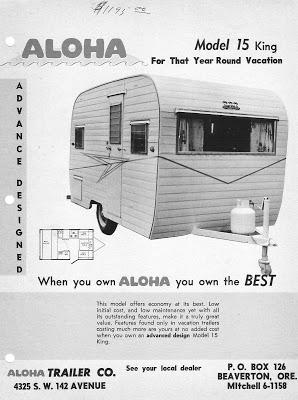 $1195.00
ALOHA
Model 15 King
For That Year Round Vacation
ADVANCE DESIGNED
When you own ALOHA you own the BEST
This model offers economy at its best. Low
initial cost, and low maintenance yet with all
its outstanding features, make it a truly great
value. Features found only in vacation trailers
costing much more are yours at no added cost
when you own an advanced design Model 15
King.
ALOHA TRAILER CO.
4325 S. W. 142 AVENUE
See your local dealer
P. O. BOX 126
BEAVERTON, ORE.
MItchell 6-1158